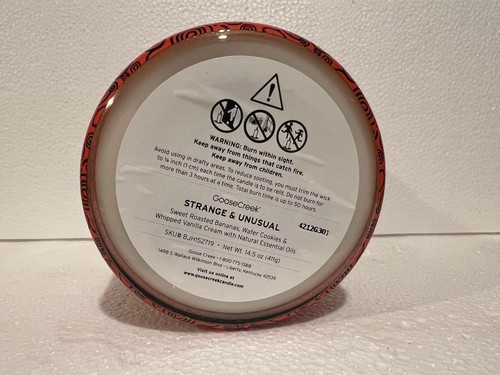 WARNING: Burn within sight.
Keep away from things that catch fire.
Keep away from children.
Avoid using in drafty areas. To reduce sooting, you must trim the wick
to ¼ inch (1 cm) each time the candle is to be relit. Do not burn for
more than 3 hours at a time. Total burn time is up to 50 hours
GooseCreek
STRANGE & UNUSUAL
42126301
Sweet Roasted Bananas, Wafer Cookies &
Whipped Vanilla Cream with Natural Essential Oils
SKU# BJH152719 • Net Wt. 14.5 oz (411g)
Goose Creek • 1-800-775-1388
1498 S Wallace Wilkinson Blvd • Liberty, Kentucky 42539
Visit us online at
www.goosecreekcandle.com